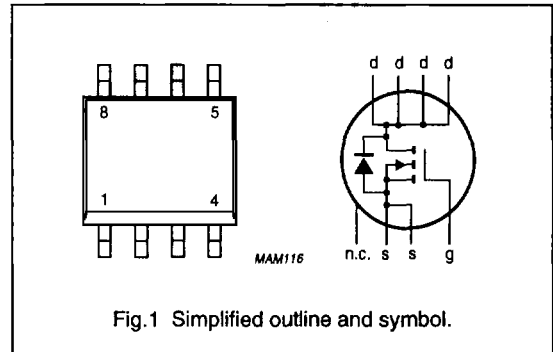 d d d d
8 5
1 4
MAM116
n.c. s s g
Fig.1 Simplified outline and symbol.